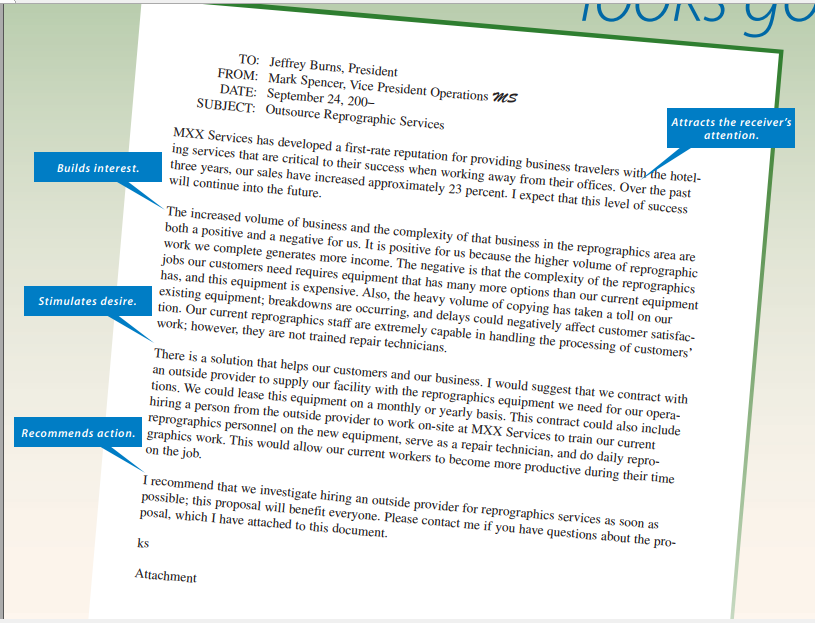 looks go
TO: Jeffrey Burns, President
FROM: Mark Spencer, Vice President Operations MS
DATE: September 24, 200–
SUBJECT: Outsource Reprographic Services
Attracts the receiver's
attention.
MXX Services has developed a first-rate reputation for providing business travelers with the hotel-
ing services that are critical to their success when working away from their offices. Over the past
three years, our sales have increased approximately 23 percent. I expect that this level of success
will continue into the future.
Builds interest.
The increased volume of business and the complexity of that business in the reprographics area are
both a positive and a negative for us. It is positive for us because the higher volume of reprographic
work we complete generates more income. The negative is that the complexity of the reprographics
jobs our customers need requires equipment that has many more options than our current equipment
has, and this equipment is expensive. Also, the heavy volume of copying has taken a toll on our
existing equipment; breakdowns are occurring, and delays could negatively affect customer satisfac-
tion. Our current reprographics staff are extremely capable in handling the processing of customers'
work; however, they are not trained repair technicians.
Stimulates desire.
There is a solution that helps our customers and our business. I would suggest that we contract with
an outside provider to supply our facility with the reprographics equipment we need for our opera-
tions. We could lease this equipment on a monthly or yearly basis. This contract could also include
hiring a person from the outside provider to work on-site at MXX Services to train our current
reprographics personnel on the new equipment, serve as a repair technician, and do daily repro-
graphics work. This would allow our current workers to become more productive during their time
on the job.
Recommends action.
I recommend that we investigate hiring an outside provider for reprographics services as soon as
possible; this proposal will benefit everyone. Please contact me if you have questions about the pro-
posal, which I have attached to this document.
ks
Attachment